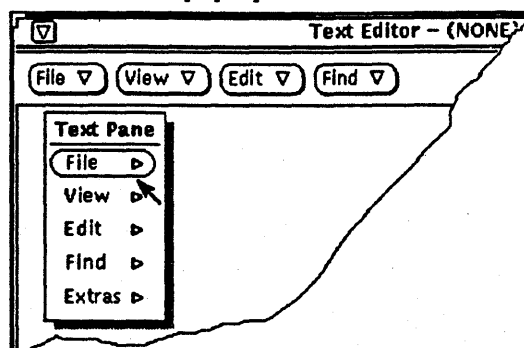 Text Editor – (NONE)
File View Edit Find
Text Pane
File
View
Edit
Find
Extras